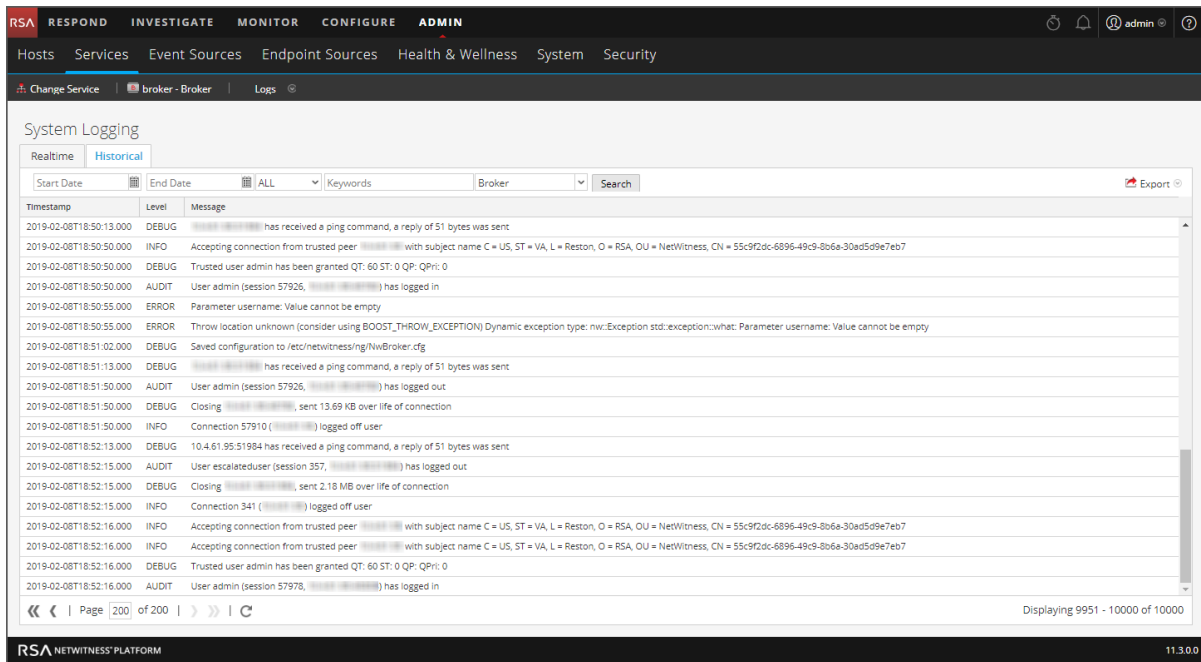 RSA RESPOND INVESTIGATE MONITOR CONFIGURE ADMIN admin ?
Hosts Services Event Sources Endpoint Sources Health & Wellness System Security
Change Service | broker - Broker | Logs
System Logging
Realtime Historical
Start Date End Date ALL Keywords Broker Search Export
Timestamp Level Message
2019-02-08T18:50:13.000 DEBUG has received a ping command, a reply of 51 bytes was sent
2019-02-08T18:50:50.000 INFO Accepting connection from trusted peer with subject name C = US, ST = VA, L = Reston, O = RSA, OU = NetWitness, CN = 55c9f2dc-6896-49c9-8b6a-30ad5d9e7eb7
2019-02-08T18:50:50.000 DEBUG Trusted user admin has been granted QT: 60 ST: 0 QP: QPri: 0
2019-02-08T18:50:50.000 AUDIT User admin (session 57926, ) has logged in
2019-02-08T18:50:55.000 ERROR Parameter username: Value cannot be empty
2019-02-08T18:50:55.000 ERROR Throw location unknown (consider using BOOST_THROW_EXCEPTION) Dynamic exception type: nw::Exception std::exception::what: Parameter username: Value cannot be empty
2019-02-08T18:51:02.000 DEBUG Saved configuration to /etc/netwitness/ng/NwBroker.cfg
2019-02-08T18:51:13.000 DEBUG has received a ping command, a reply of 51 bytes was sent
2019-02-08T18:51:50.000 AUDIT User admin (session 57926, ) has logged out
2019-02-08T18:51:50.000 DEBUG Closing , sent 13.69 KB over life of connection
2019-02-08T18:51:50.000 INFO Connection 57910 ( ) logged off user
2019-02-08T18:52:13.000 DEBUG 10.4.61.95:51984 has received a ping command, a reply of 51 bytes was sent
2019-02-08T18:52:15.000 AUDIT User escalateduser (session 357, ) has logged out
2019-02-08T18:52:15.000 DEBUG Closing , sent 2.18 MB over life of connection
2019-02-08T18:52:15.000 INFO Connection 341 ( ) logged off user
2019-02-08T18:52:16.000 INFO Accepting connection from trusted peer with subject name C = US, ST = VA, L = Reston, O = RSA, OU = NetWitness, CN = 55c9f2dc-6896-49c9-8b6a-30ad5d9e7eb7
2019-02-08T18:52:16.000 INFO Accepting connection from trusted peer with subject name C = US, ST = VA, L = Reston, O = RSA, OU = NetWitness, CN = 55c9f2dc-6896-49c9-8b6a-30ad5d9e7eb7
2019-02-08T18:52:16.000 DEBUG Trusted user admin has been granted QT: 60 ST: 0 QP: QPri: 0
2019-02-08T18:52:16.000 AUDIT User admin (session 57978, ) has logged in
Page 200 of 200 Displaying 9951 - 10000 of 10000
RSA NETWITNESS® PLATFORM 11.3.0.0